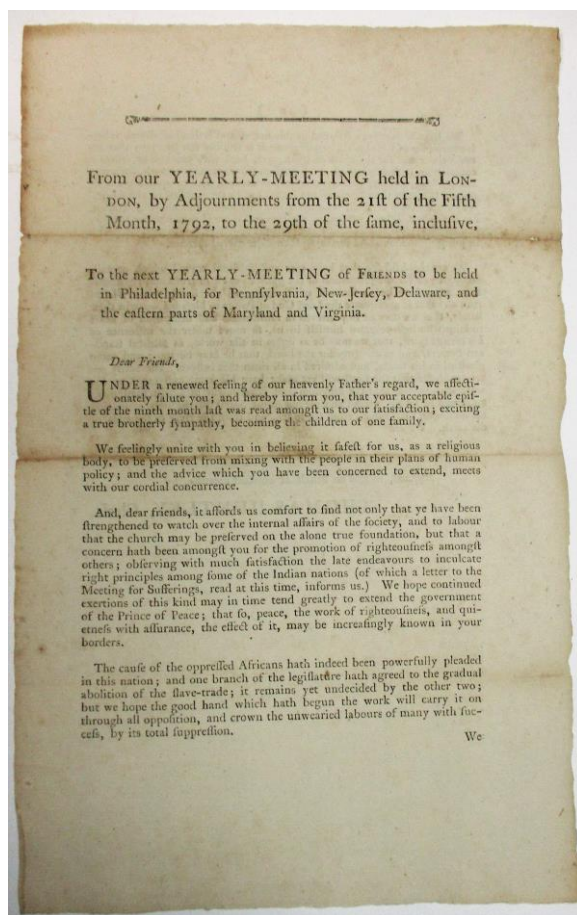 From our YEARLY-MEETING held in LON-
DON, by Adjournments from the 21ſt of the Fifth
Month, 1792, to the 29th of the ſame, incluſive,
To the next YEARLY-MEETING of FRIENDS to be held
in Philadelphia, for Pennſylvania, New-Jerſey, Delaware, and
the eaſtern parts of Maryland and Virginia.
Dear Friends,
UNDER a renewed feeling of our heavenly Father's regard, we affecti-
onately ſalute you; and hereby inform you, that your acceptable epiſ-
tle of the ninth month laſt was read amongſt us to our ſatisfaction; exciting
a true brotherly ſympathy, becoming the children of one family.
We feelingly unite with you in believing it ſafeſt for us, as a religious
body, to be preſerved from mixing with the people in their plans of human
policy; and the advice which you have been concerned to extend, meets
with our cordial concurrence.
And, dear friends, it affords us comfort to find not only that ye have been
ſtrengthened to watch over the internal affairs of the ſociety, and to labour
that the church may be preſerved on the alone true foundation, but that a
concern hath been amongſt you for the promotion of righteouſneſs amongſt
others; obſerving with much ſatisfaction the late endeavours to inculcate
right principles among ſome of the Indian nations (of which a letter to the
Meeting for Sufferings, read at this time, informs us.) We hope continued
exertions of this kind may in time tend greatly to extend the government
of the Prince of Peace; that ſo, peace, the work of righteouſneſs, and qui-
etneſs with aſſurance, the effect of it, may be increaſingly known in your
borders.
The cauſe of the oppreſſed Africans hath indeed been powerfully pleaded
in this nation; and one branch of the legiſlature hath agreed to the gradual
abolition of the ſlave-trade; it remains yet undecided by the other two;
but we hope the good hand which hath begun the work will carry it on
through all oppoſition, and crown the unwearied labours of many with ſuc-
ceſs, by its total ſuppreſſion.
We